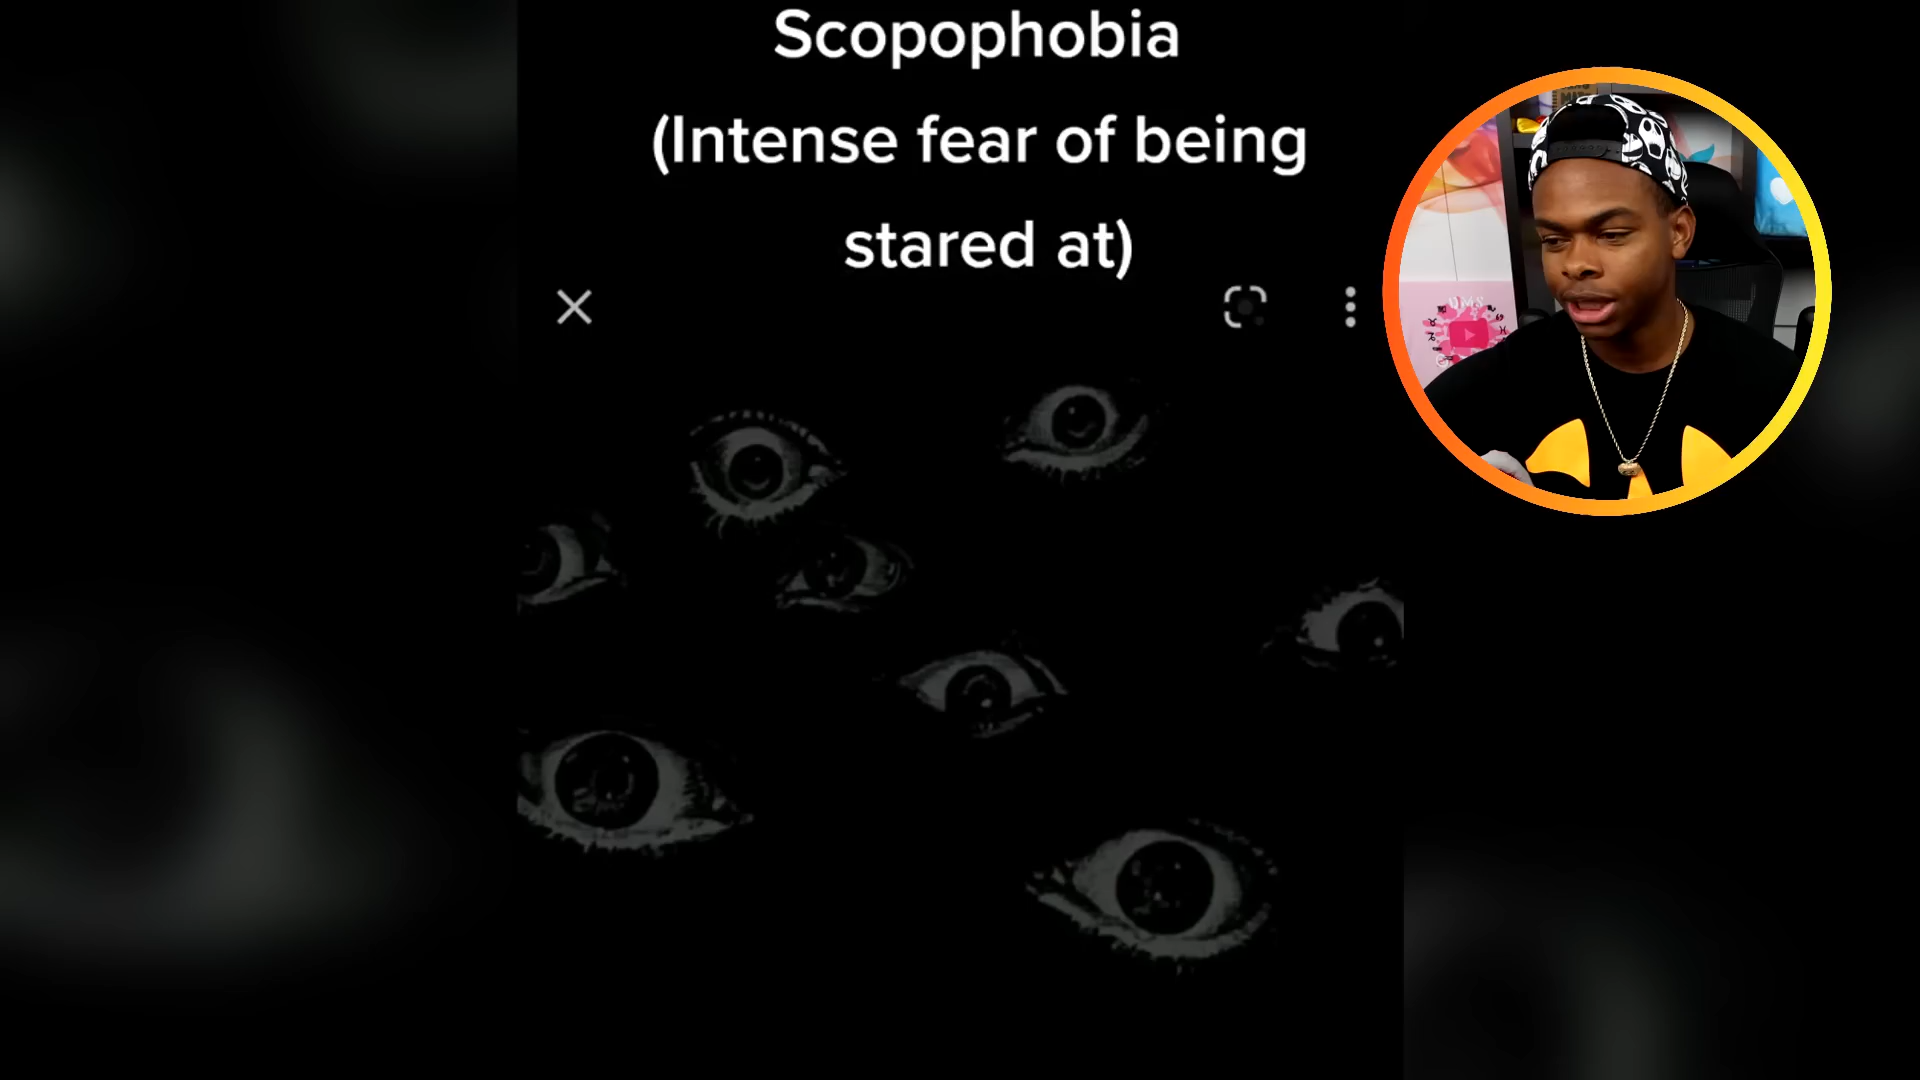 Scopophobia
(Intense fear of being
stared at)